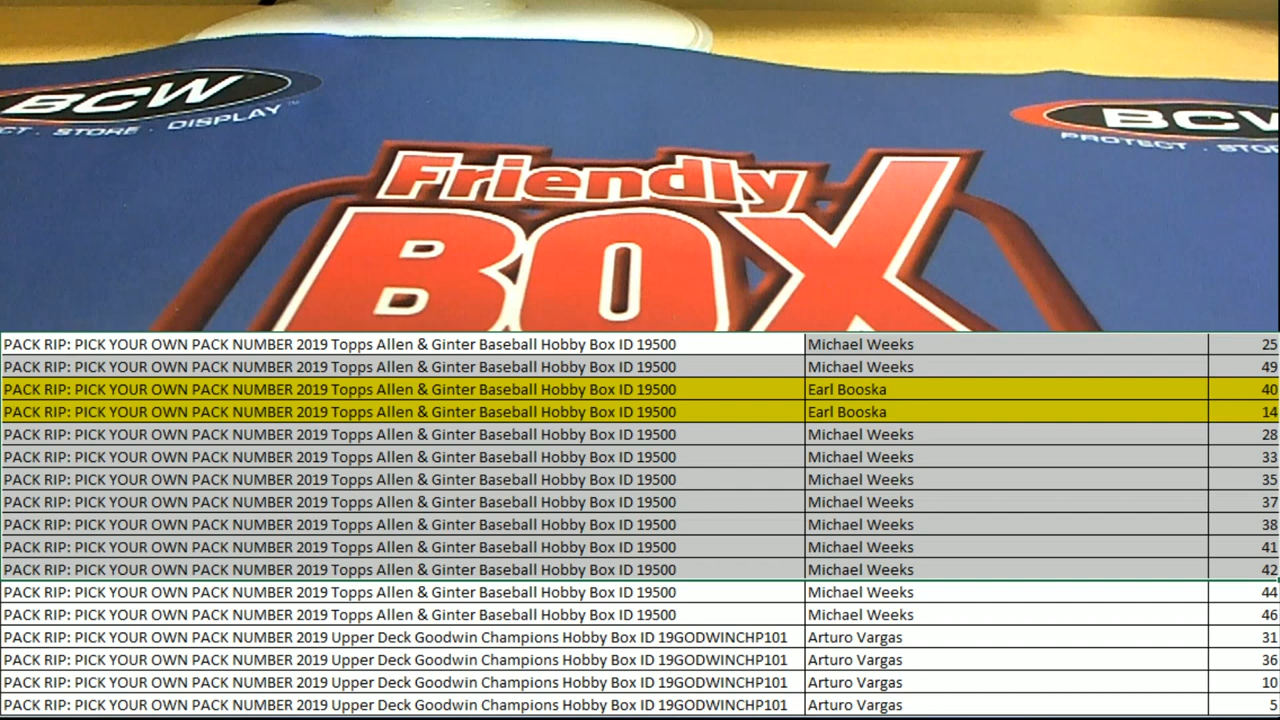 BCW
CT · STORE · DISPLAY™
BCW
PROTECT · STO
Friendly
BOX
PACK RIP: PICK YOUR OWN PACK NUMBER 2019 Topps Allen & Ginter Baseball Hobby Box ID 19500 Michael Weeks 25
PACK RIP: PICK YOUR OWN PACK NUMBER 2019 Topps Allen & Ginter Baseball Hobby Box ID 19500 Michael Weeks 49
PACK RIP: PICK YOUR OWN PACK NUMBER 2019 Topps Allen & Ginter Baseball Hobby Box ID 19500 Earl Booska 40
PACK RIP: PICK YOUR OWN PACK NUMBER 2019 Topps Allen & Ginter Baseball Hobby Box ID 19500 Earl Booska 14
PACK RIP: PICK YOUR OWN PACK NUMBER 2019 Topps Allen & Ginter Baseball Hobby Box ID 19500 Michael Weeks 28
PACK RIP: PICK YOUR OWN PACK NUMBER 2019 Topps Allen & Ginter Baseball Hobby Box ID 19500 Michael Weeks 33
PACK RIP: PICK YOUR OWN PACK NUMBER 2019 Topps Allen & Ginter Baseball Hobby Box ID 19500 Michael Weeks 35
PACK RIP: PICK YOUR OWN PACK NUMBER 2019 Topps Allen & Ginter Baseball Hobby Box ID 19500 Michael Weeks 37
PACK RIP: PICK YOUR OWN PACK NUMBER 2019 Topps Allen & Ginter Baseball Hobby Box ID 19500 Michael Weeks 38
PACK RIP: PICK YOUR OWN PACK NUMBER 2019 Topps Allen & Ginter Baseball Hobby Box ID 19500 Michael Weeks 41
PACK RIP: PICK YOUR OWN PACK NUMBER 2019 Topps Allen & Ginter Baseball Hobby Box ID 19500 Michael Weeks 42
PACK RIP: PICK YOUR OWN PACK NUMBER 2019 Topps Allen & Ginter Baseball Hobby Box ID 19500 Michael Weeks 44
PACK RIP: PICK YOUR OWN PACK NUMBER 2019 Topps Allen & Ginter Baseball Hobby Box ID 19500 Michael Weeks 46
PACK RIP: PICK YOUR OWN PACK NUMBER 2019 Upper Deck Goodwin Champions Hobby Box ID 19GODWINCHP101 Arturo Vargas 31
PACK RIP: PICK YOUR OWN PACK NUMBER 2019 Upper Deck Goodwin Champions Hobby Box ID 19GODWINCHP101 Arturo Vargas 36
PACK RIP: PICK YOUR OWN PACK NUMBER 2019 Upper Deck Goodwin Champions Hobby Box ID 19GODWINCHP101 Arturo Vargas 10
PACK RIP: PICK YOUR OWN PACK NUMBER 2019 Upper Deck Goodwin Champions Hobby Box ID 19GODWINCHP101 Arturo Vargas 5